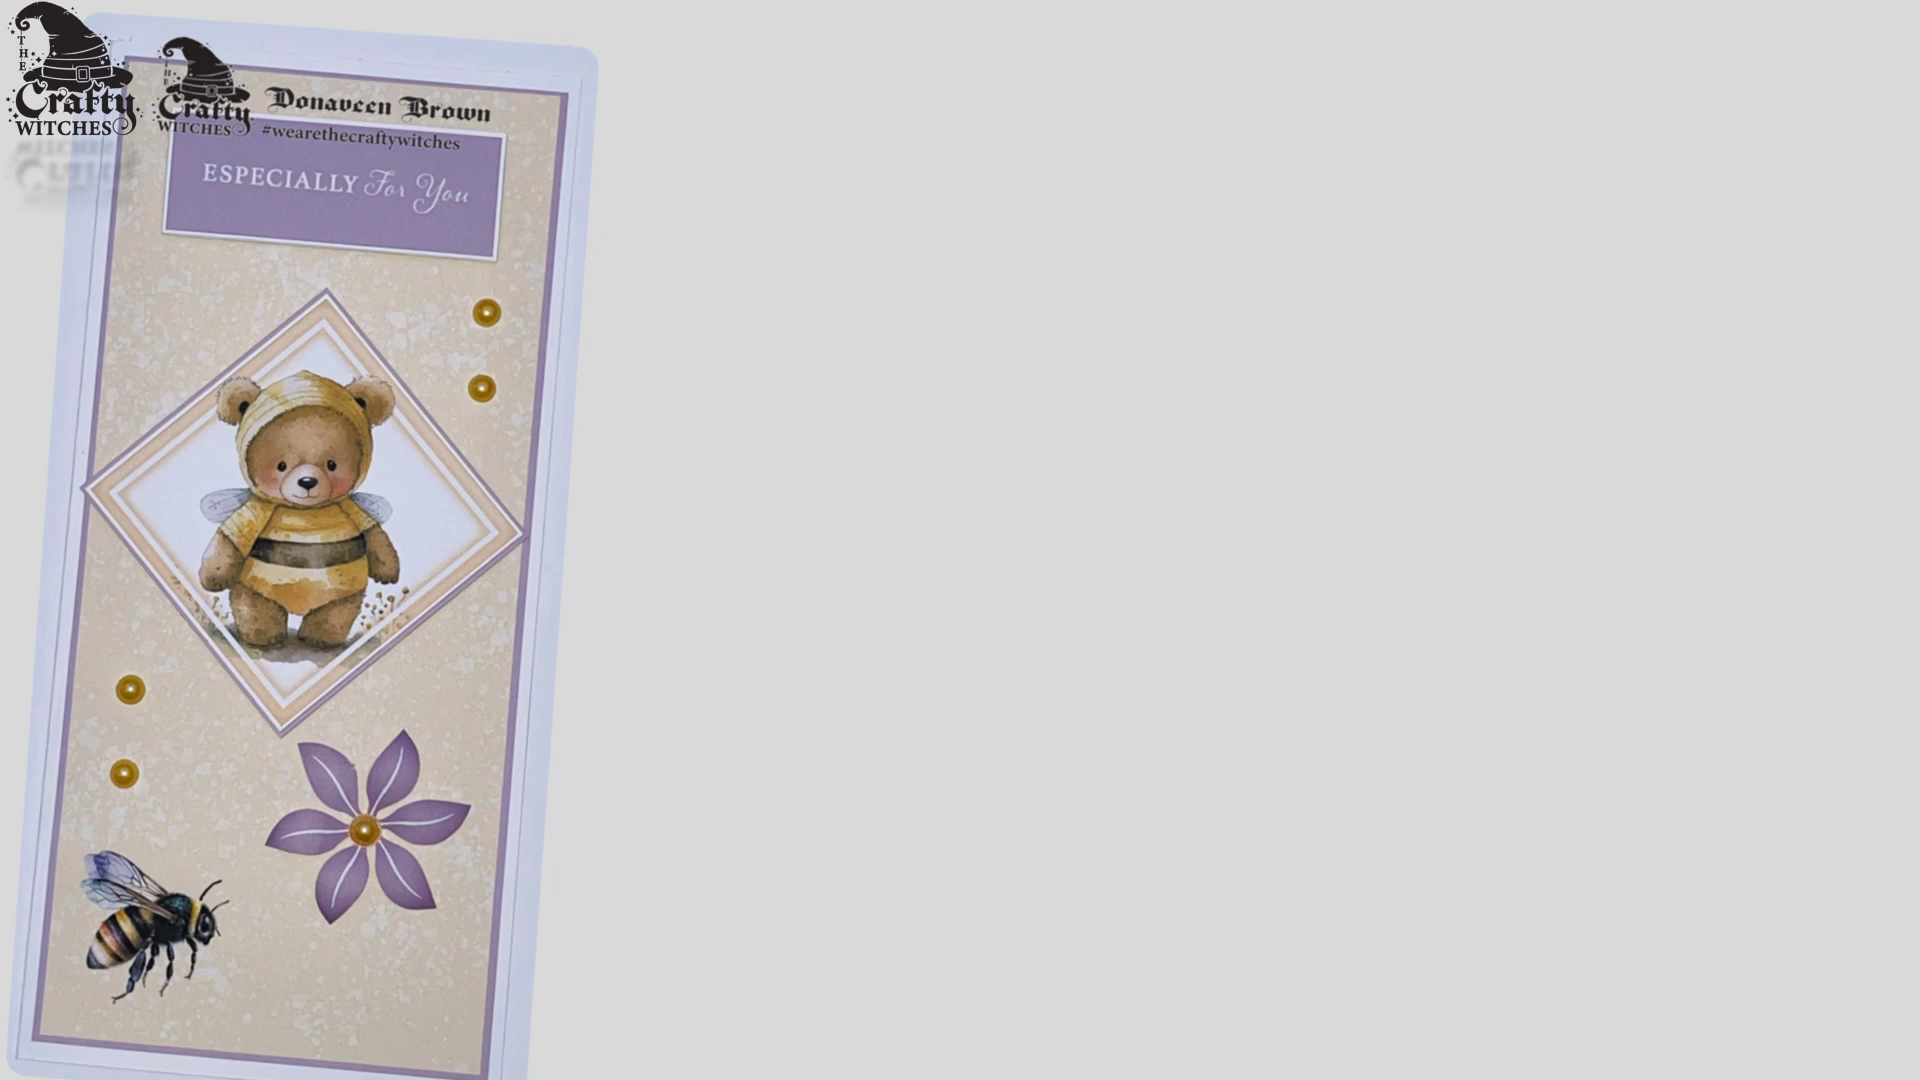 THE
Crafty
WITCHES
THE
Crafty
WITCHES
Donaveen Brown
#wearethecraftywitches
ESPECIALLY For You